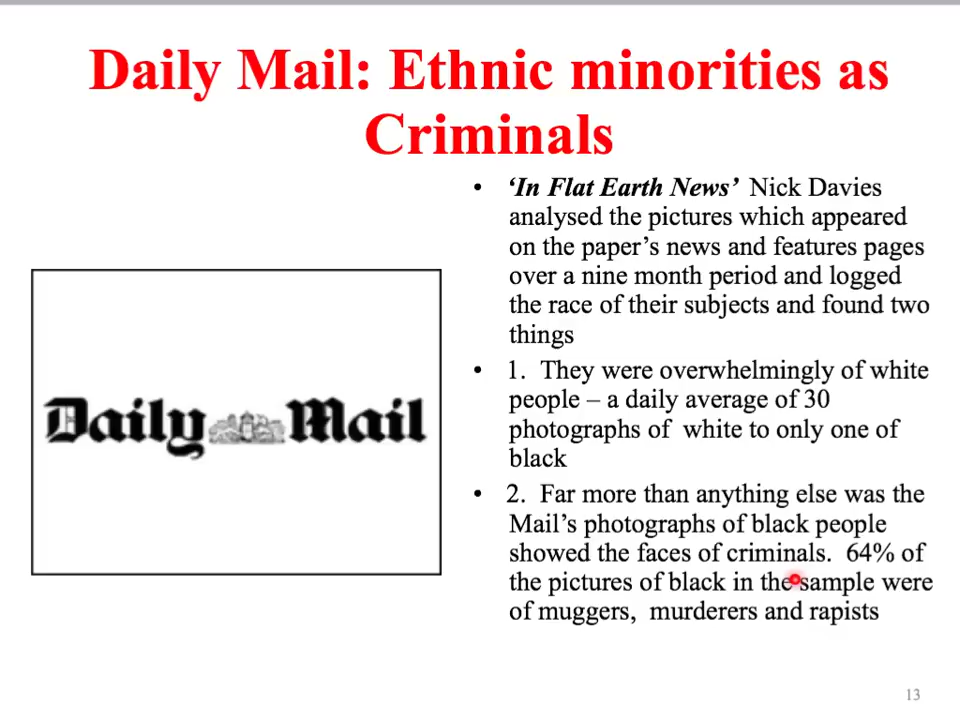 Daily Mail: Ethnic minorities as
Criminals
• ‘In Flat Earth News’ Nick Davies
analysed the pictures which appeared
on the paper’s news and features pages
over a nine month period and logged
the race of their subjects and found two
things
• 1. They were overwhelmingly of white
people – a daily average of 30
photographs of white to only one of
black
• 2. Far more than anything else was the
Mail’s photographs of black people
showed the faces of criminals. 64% of
the pictures of black in the sample were
of muggers, murderers and rapists
Daily Mail
13